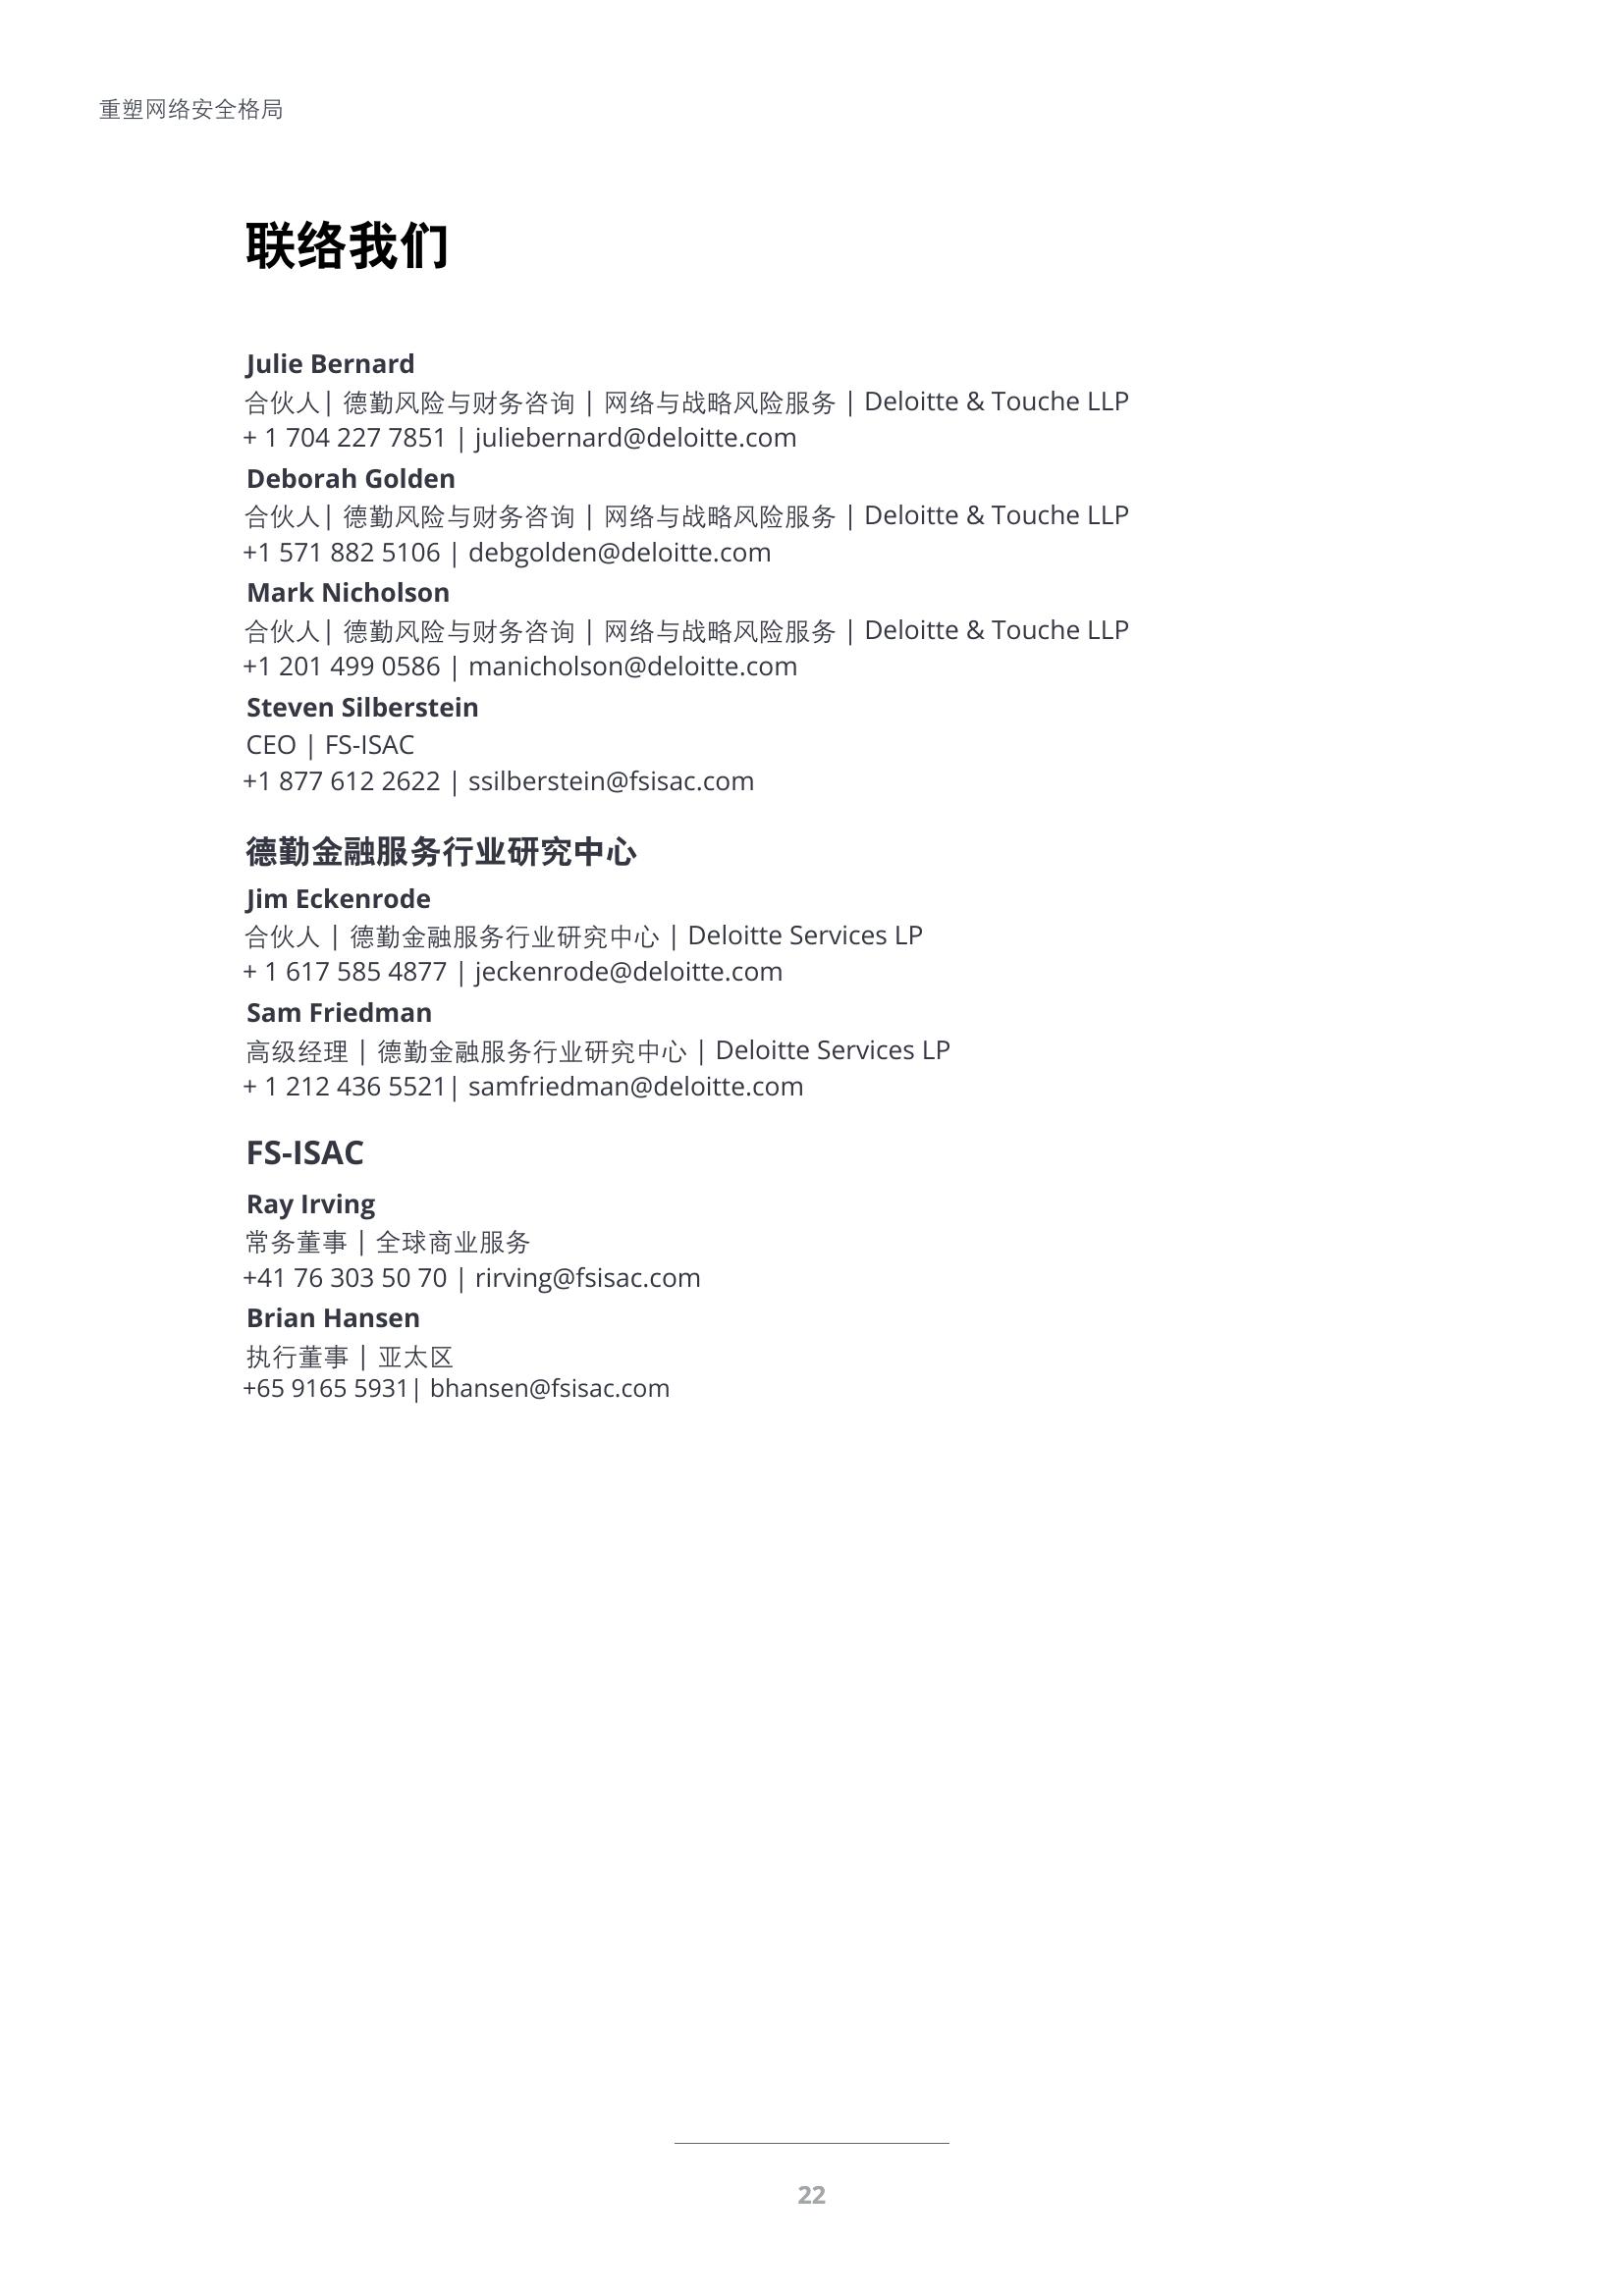 重塑网络安全格局
联络我们
Julie Bernard
合伙人| 德勤风险与财务咨询 | 网络与战略风险服务 | Deloitte & Touche LLP
+ 1 704 227 7851 | juliebernard@deloitte.com
Deborah Golden
合伙人| 德勤风险与财务咨询 | 网络与战略风险服务 | Deloitte & Touche LLP
+1 571 882 5106 | debgolden@deloitte.com
Mark Nicholson
合伙人| 德勤风险与财务咨询 | 网络与战略风险服务 | Deloitte & Touche LLP
+1 201 499 0586 | manicholson@deloitte.com
Steven Silberstein
CEO | FS-ISAC
+1 877 612 2622 | ssilberstein@fsisac.com
德勤金融服务行业研究中心
Jim Eckenrode
合伙人 | 德勤金融服务行业研究中心 | Deloitte Services LP
+ 1 617 585 4877 | jeckenrode@deloitte.com
Sam Friedman
高级经理 | 德勤金融服务行业研究中心 | Deloitte Services LP
+ 1 212 436 5521| samfriedman@deloitte.com
FS-ISAC
Ray Irving
常务董事 | 全球商业服务
+41 76 303 50 70 | rirving@fsisac.com
Brian Hansen
执行董事 | 亚太区
+65 9165 5931| bhansen@fsisac.com
22